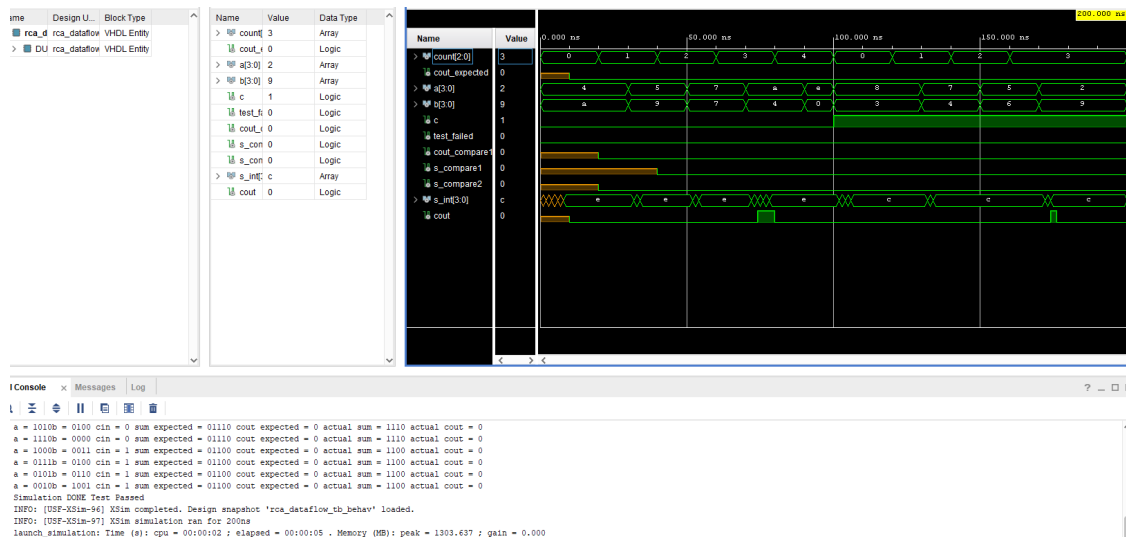 ame Design U... Block Type
rca_d rca_dataflow VHDL Entity
DU rca_dataflow VHDL Entity
Name Value Data Type
count[ 3 Array
cout_e 0 Logic
a[3:0] 2 Array
b[3:0] 9 Array
c 1 Logic
test_fa 0 Logic
cout_c 0 Logic
s_con 0 Logic
s_con 0 Logic
s_int[3 c Array
cout 0 Logic
200.000 ns
Name Value 0.000 ns 50.000 ns 100.000 ns 150.000 ns
count[2:0] 3 0 1 2 3 4 0 1 2 3
cout_expected 0
a[3:0] 2 4 5 7 a e 8 7 5 2
b[3:0] 9 a 9 7 4 0 3 4 6 9
c 1
test_failed 0
cout_compare1 0
s_compare1 0
s_compare2 0
s_int[3:0] c e e e e c c c
cout 0
l Console × Messages Log ? _ □
a = 1010b = 0100 cin = 0 sum expected = 01110 cout expected = 0 actual sum = 1110 actual cout = 0
a = 1110b = 0000 cin = 0 sum expected = 01110 cout expected = 0 actual sum = 1110 actual cout = 0
a = 1000b = 0011 cin = 1 sum expected = 01100 cout expected = 0 actual sum = 1100 actual cout = 0
a = 0111b = 0100 cin = 1 sum expected = 01100 cout expected = 0 actual sum = 1100 actual cout = 0
a = 0101b = 0110 cin = 1 sum expected = 01100 cout expected = 0 actual sum = 1100 actual cout = 0
a = 0010b = 1001 cin = 1 sum expected = 01100 cout expected = 0 actual sum = 1100 actual cout = 0
Simulation DONE Test Passed
INFO: [USF-XSim-96] XSim completed. Design snapshot 'rca_dataflow_tb_behav' loaded.
INFO: [USF-XSim-97] XSim simulation ran for 200ns
launch_simulation: Time (s): cpu = 00:00:02 ; elapsed = 00:00:05 . Memory (MB): peak = 1303.637 ; gain = 0.000